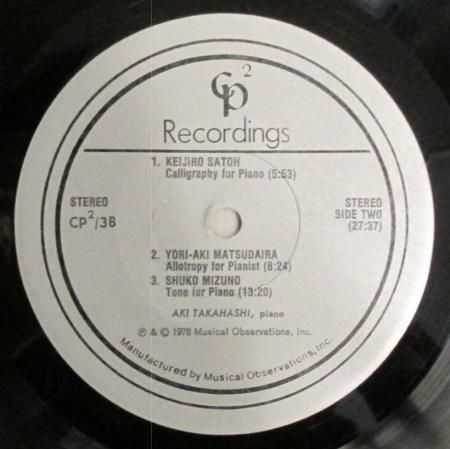 CP²
Recordings
1. KEIJIRO SATOH
Calligraphy for Piano (5:53)
STEREO
CP²/3B
STEREO
SIDE TWO
(27:37)
2. YORI-AKI MATSUDAIRA
Allotropy for Pianist (8:24)
3. SHUKO MIZUNO
Tone for Piano (13:20)
AKI TAKAHASHI, piano
℗ & © 1976 Musical Observations, Inc.
Manufactured by Musical Observations, Inc.